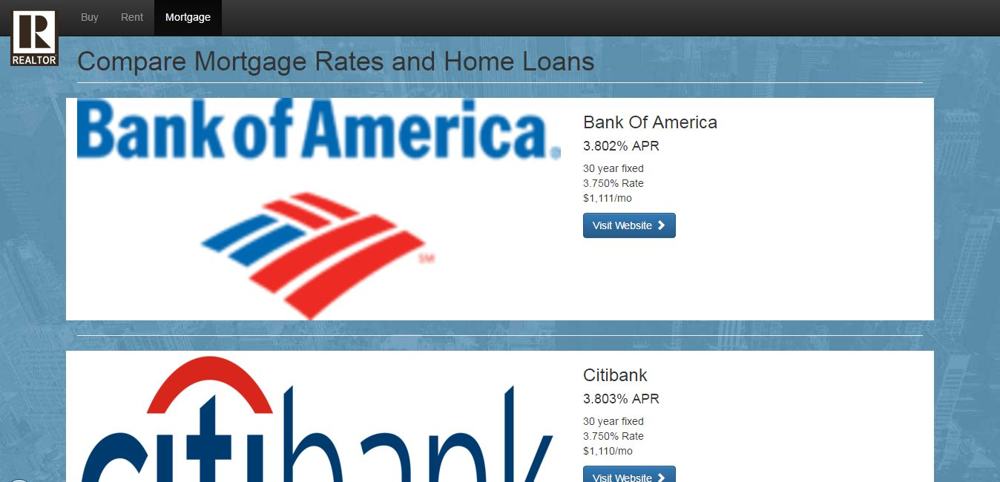 Buy Rent Mortgage
R
REALTOR
Compare Mortgage Rates and Home Loans
Bank of America
SM
Bank Of America
3.802% APR
30 year fixed
3.750% Rate
$1,111/mo
Visit Website
citibank
Citibank
3.803% APR
30 year fixed
3.750% Rate
$1,110/mo
Visit Website